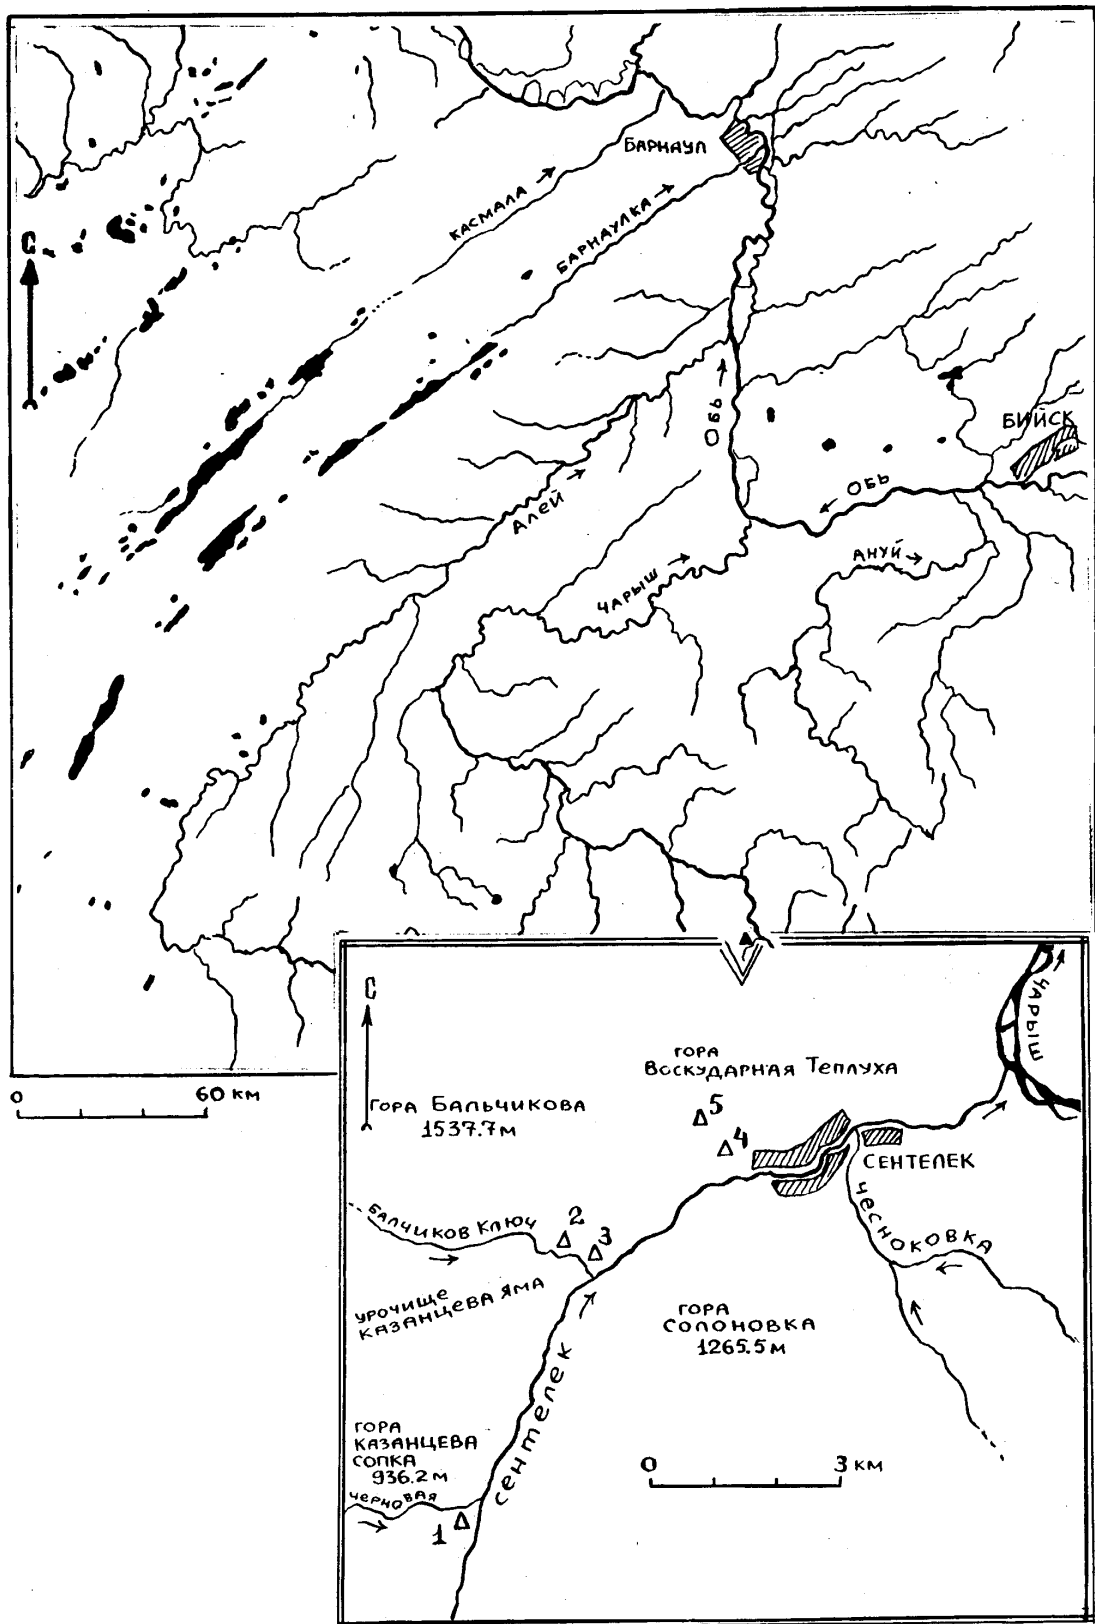 БАРНАУЛ
КАСМАЛА
БАРНАУЛКА
С
ОБЬ
БИЙСК
ОБЬ
АЛЕЙ
АНУЙ
ЧАРЫШ
0 60 КМ
С
ЧАРЫШ
ГОРА
ВОСКУДАРНАЯ ТЕПЛУХА
ГОРА БАЛЬЧИКОВА
1537.7 М
5
4
СЕНТЕЛЕК
БАЛЧИКОВ КЛЮЧ
2
3
ЧЕСНОКОВКА
УРОЧИЩЕ
КАЗАНЦЕВА ЯМА
ГОРА
СОЛОНОВКА
1265.5 М
СЕНТЕЛЕК
ГОРА
КАЗАНЦЕВА
СОПКА
936.2 М
0 3 КМ
ЧЕРНОВАЯ
1